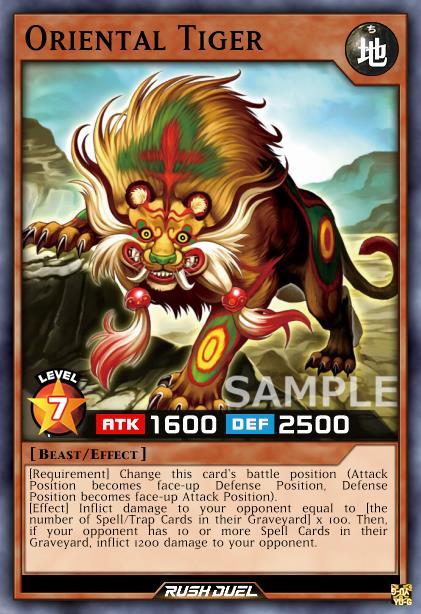 Oriental Tiger
ち
地
SAMPLE
LEVEL
7
ATK 1600 DEF 2500
[Beast/Effect]
[Requirement] Change this card's battle position (Attack
Position becomes face-up Defense Position, Defense
Position becomes face-up Attack Position).
[Effect] Inflict damage to your opponent equal to [the
number of Spell/Trap Cards in their Graveyard] x 100. Then,
if your opponent has 10 or more Spell Cards in their
Graveyard, inflict 1200 damage to your opponent.
RUSH DUEL